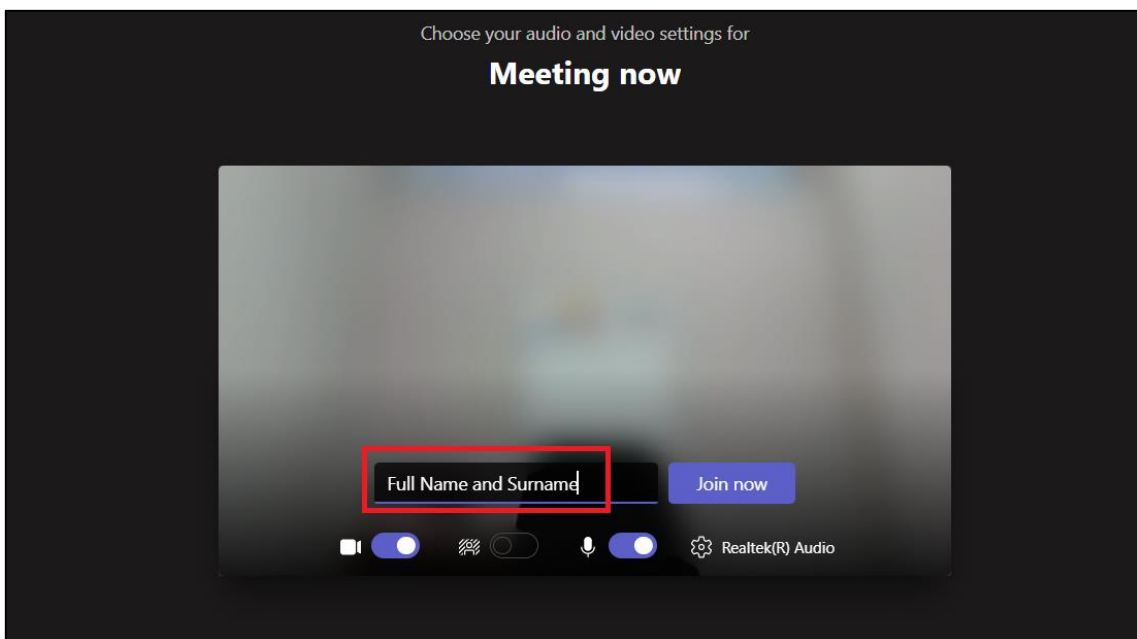 Choose your audio and video settings for
Meeting now
Full Name and Surname
Join now
Realtek(R) Audio